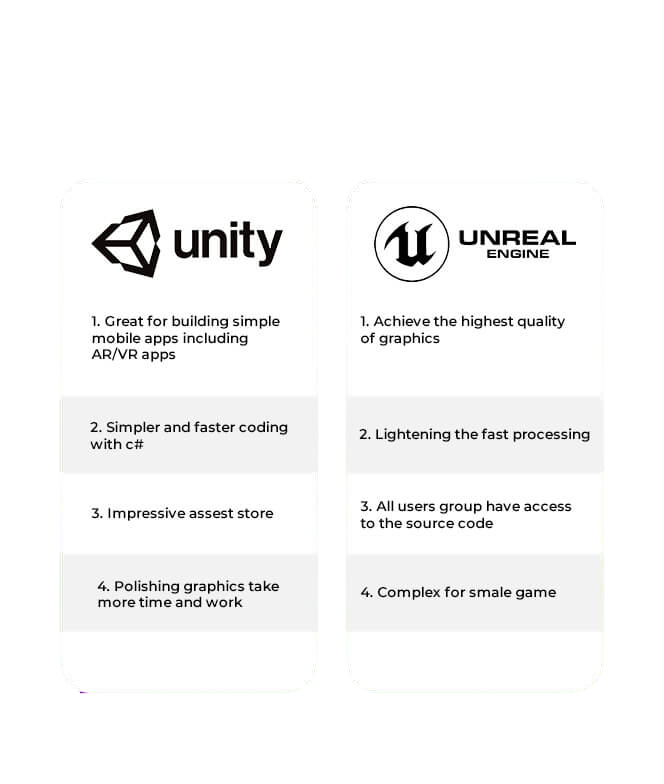 unity
1. Great for building simple
mobile apps including
AR/VR apps
2. Simpler and faster coding
with c#
3. Impressive assest store
4. Polishing graphics take
more time and work
UNREAL
ENGINE
1. Achieve the highest quality
of graphics
2. Lightening the fast processing
3. All users group have access
to the source code
4. Complex for smale game